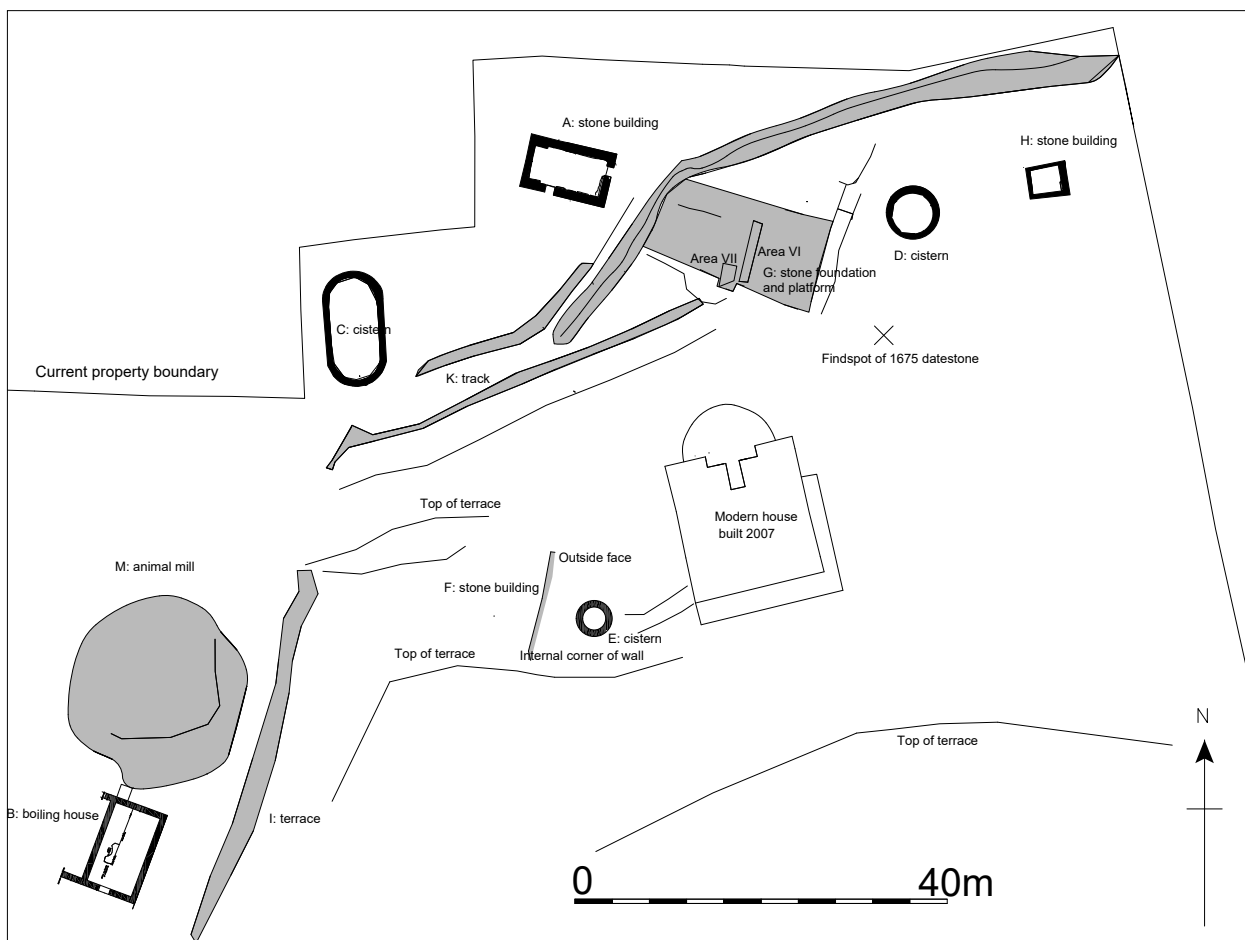 A: stone building
H: stone building
Area VII
Area VI
G: stone foundation
and platform
D: cistern
C: cistern
Findspot of 1675 datestone
Current property boundary
K: track
Top of terrace
Modern house
built 2007
Outside face
M: animal mill
F: stone building
E: cistern
Top of terrace
Internal corner of wall
N
Top of terrace
B: boiling house
I: terrace
0
40m